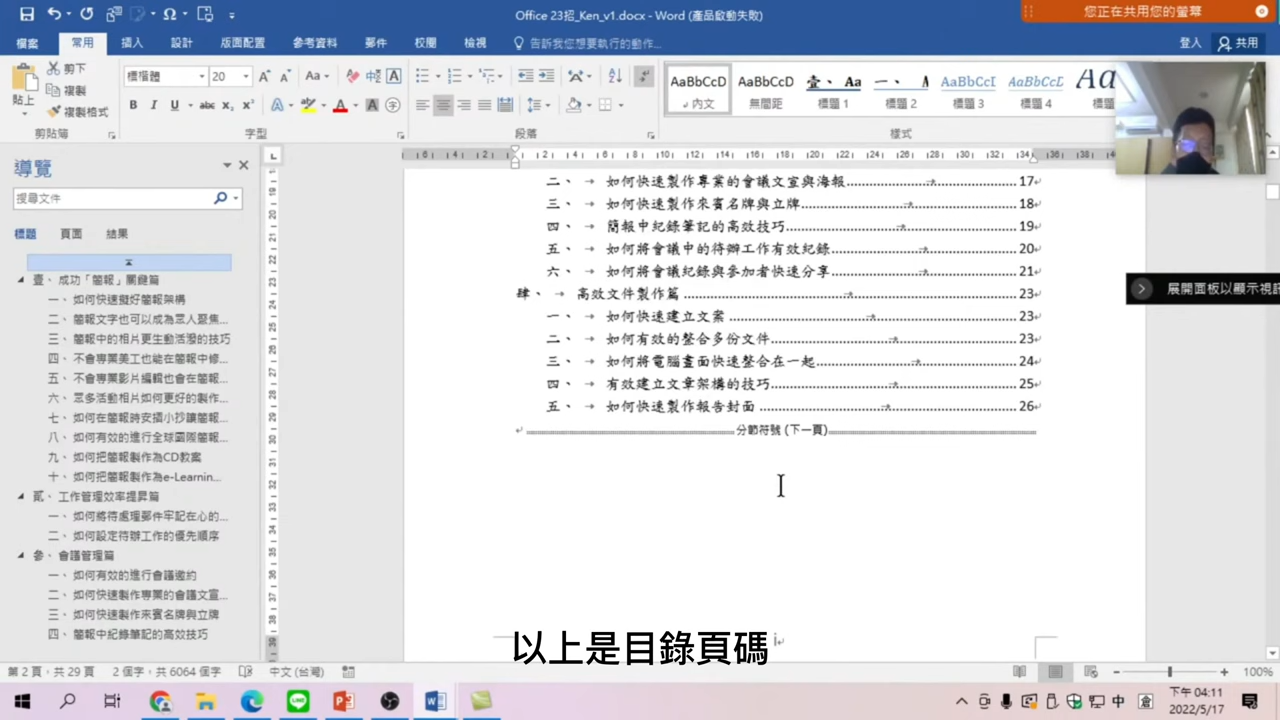 Office 23招_Ken_v1.docx - Word (產品啟動失敗)
您正在共用您的螢幕
檔案 常用 插入 設計 版面配置 參考資料 郵件 校閱 檢視 告訴我您想要執行的動作...
登入 共用
貼上 剪下 複製 複製格式
標楷體 20
AaBbCcD AaBbCcD 壹、 Aa 一、 AaBbCcI AaBbCcD
內文 無間距 標題 1 標題 2 標題 3 標題 4
剪貼簿 字型 段落 樣式
導覽
搜尋文件
標題 頁面 結果
壹、成功「簡報」關鍵篇
一、如何快速擬好簡報架構
二、簡報文字也可以成為眾人聚焦...
三、簡報中的相片更生動活潑的技巧
四、不會專業美工也能在簡報中修...
五、不會專業影片編輯也會在簡報...
六、眾多活動相片如何更好的製作...
七、如何在簡報時安插小抄讓簡報...
八、如何有效的進行全球團隊簡報...
九、如何把簡報製作為CD教案
十、如何把簡報製作為e-Learnin...
貳、工作管理效率提昇篇
一、如何將待處理郵件牢記在心的...
二、如何設定待辦工作的優先順序
參、會議管理篇
一、如何有效的進行會議邀約
二、如何快速製作專業的會議文宣...
三、如何快速製作來賓名牌與立牌
四、簡報中紀錄筆記的高效技巧
二、 如何快速製作專業的會議文宣與海報 17
三、 如何快速製作來賓名牌與立牌 18
四、 簡報中紀錄筆記的高效技巧 19
五、 如何將會議中的待辦工作有效紀錄 20
六、 如何將會議紀錄與參加者快速分享 21
肆、 高效文件製作篇 23
一、 如何快速建立文案 23
二、 如何有效的整合多份文件 23
三、 如何將電腦畫面快速整合在一起 24
四、 有效建立文章架構的技巧 25
五、 如何快速製作報告封面 26
分節符號 (下一頁)
展開面板以顯示視訊
以上是目錄頁碼
第 2 頁，共 29 頁 2 個字，共 6064 個字 中文 (台灣) 100%
中 下午 04:11
2022/5/17